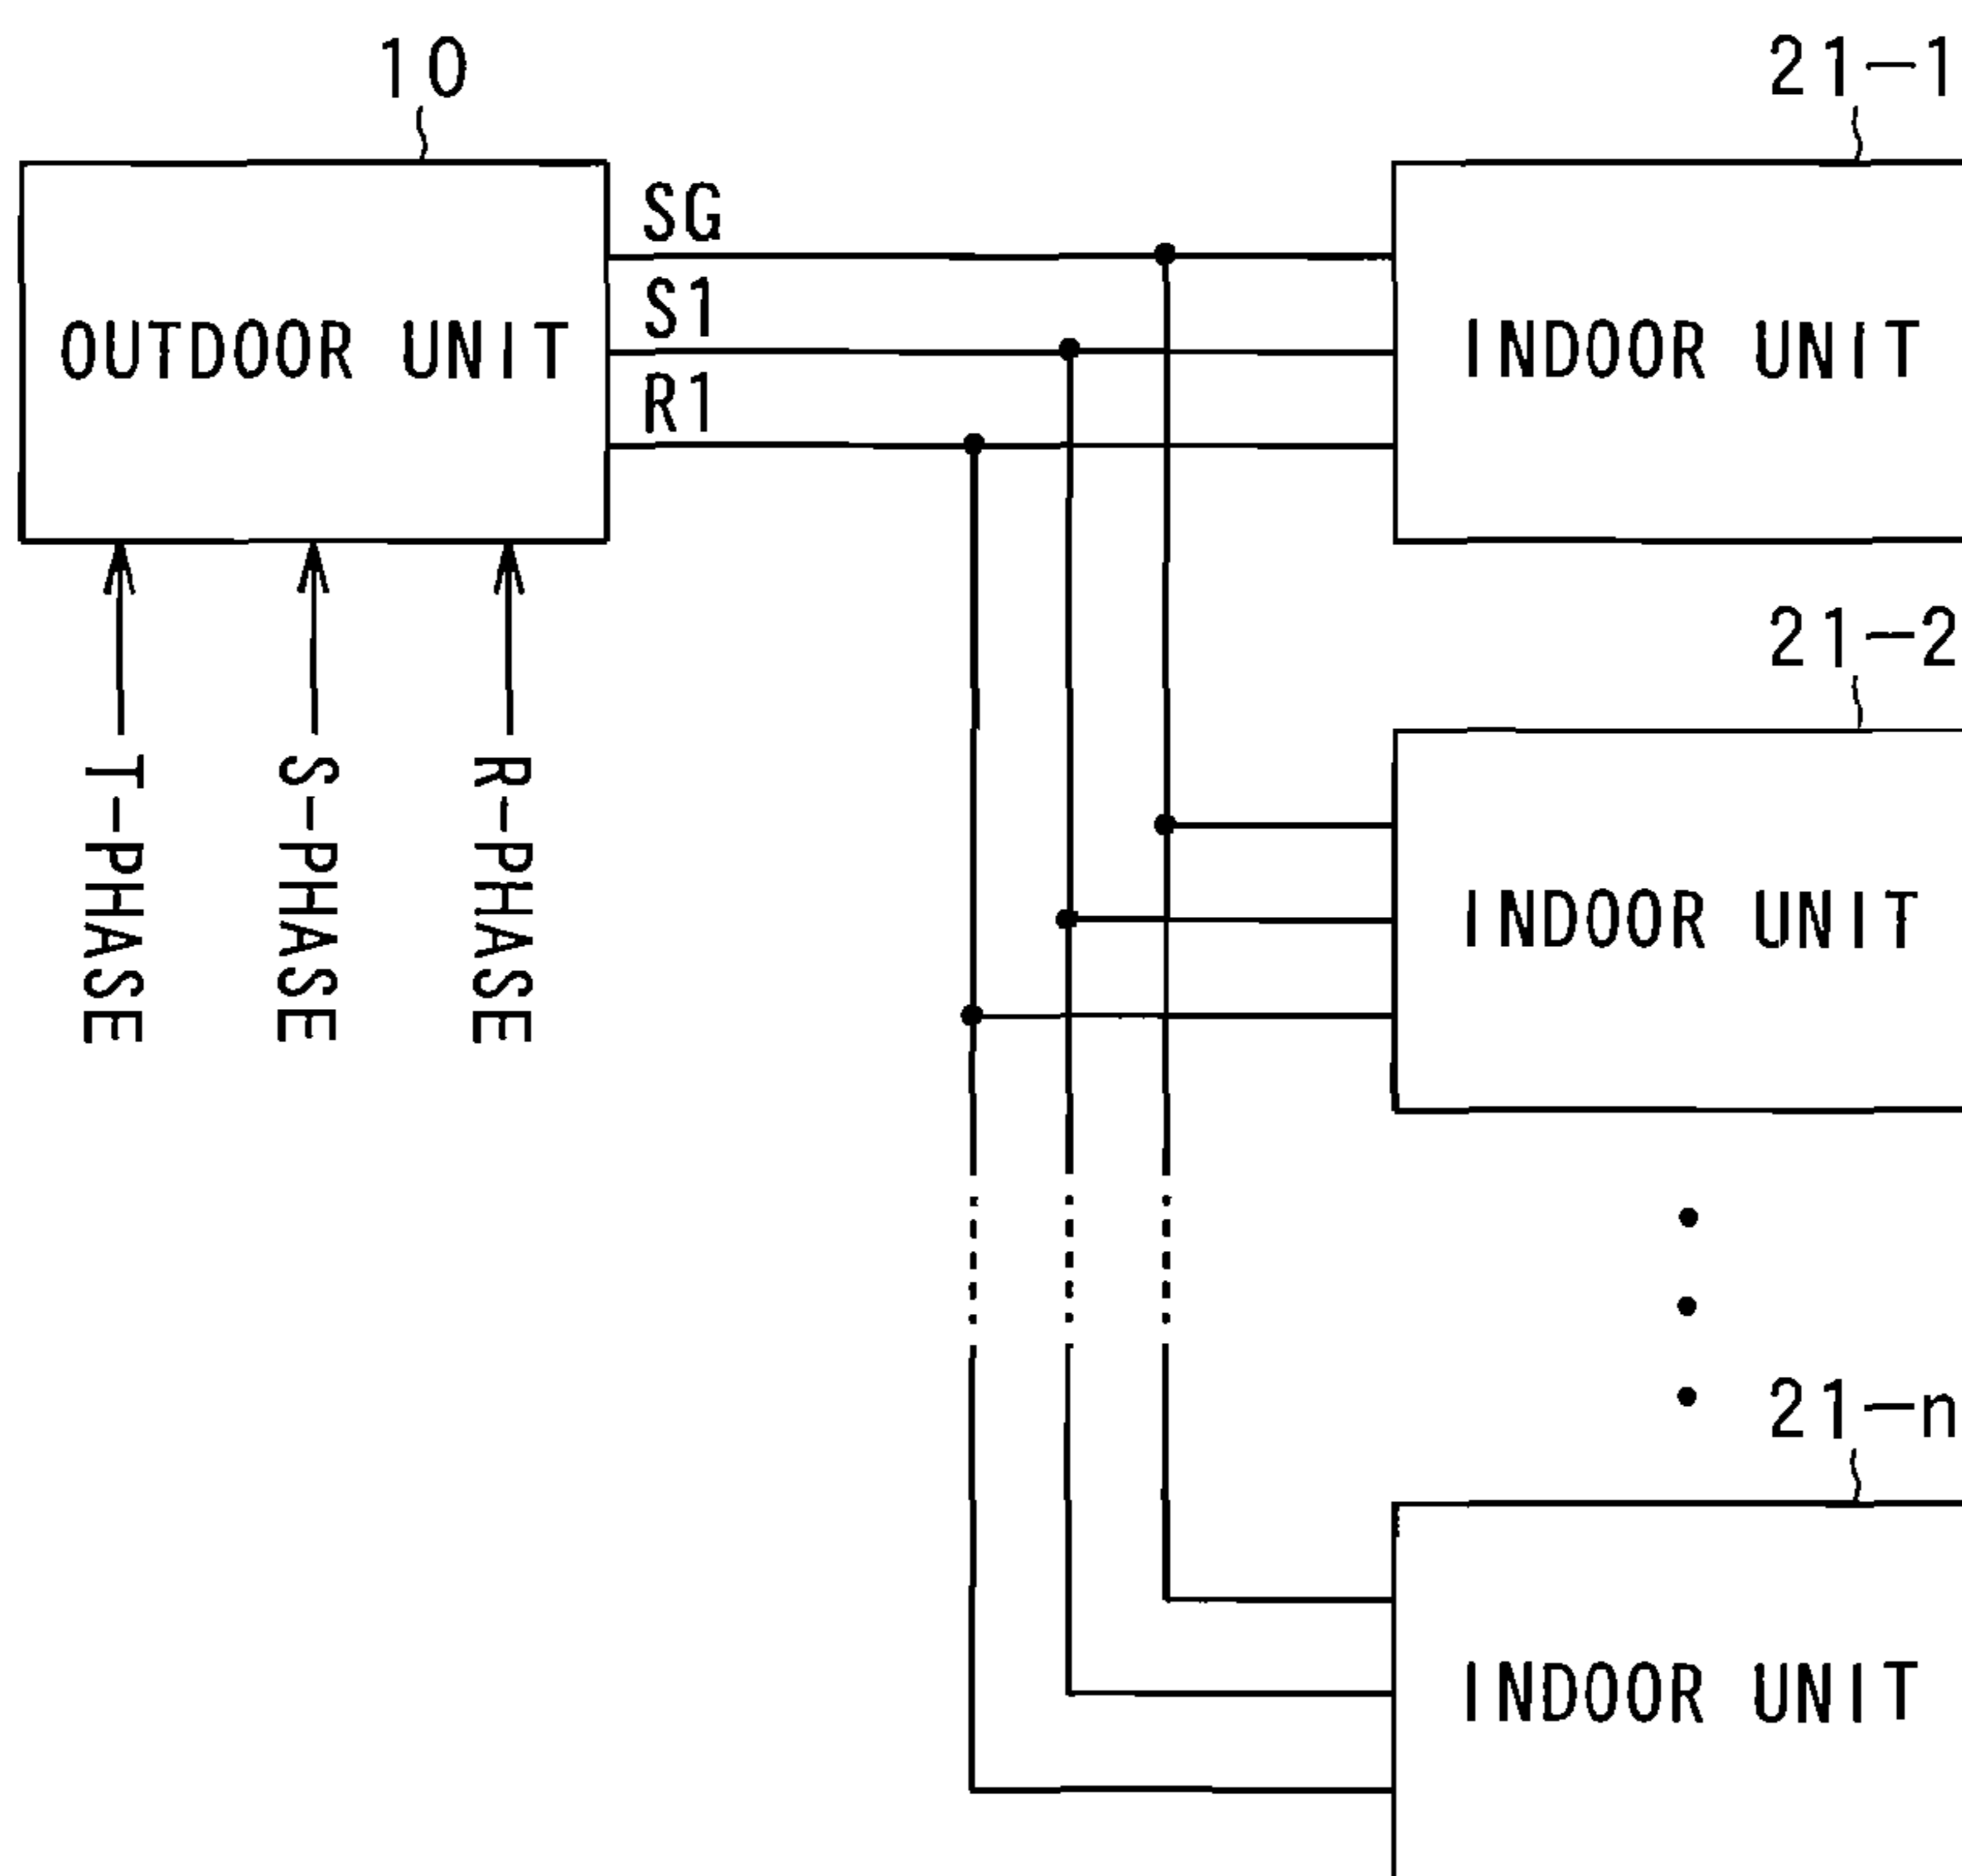 10
21-1
SG
S1
R1
OUTDOOR UNIT
INDOOR UNIT
21-2
T-PHASE
S-PHASE
R-PHASE
INDOOR UNIT
21-n
INDOOR UNIT